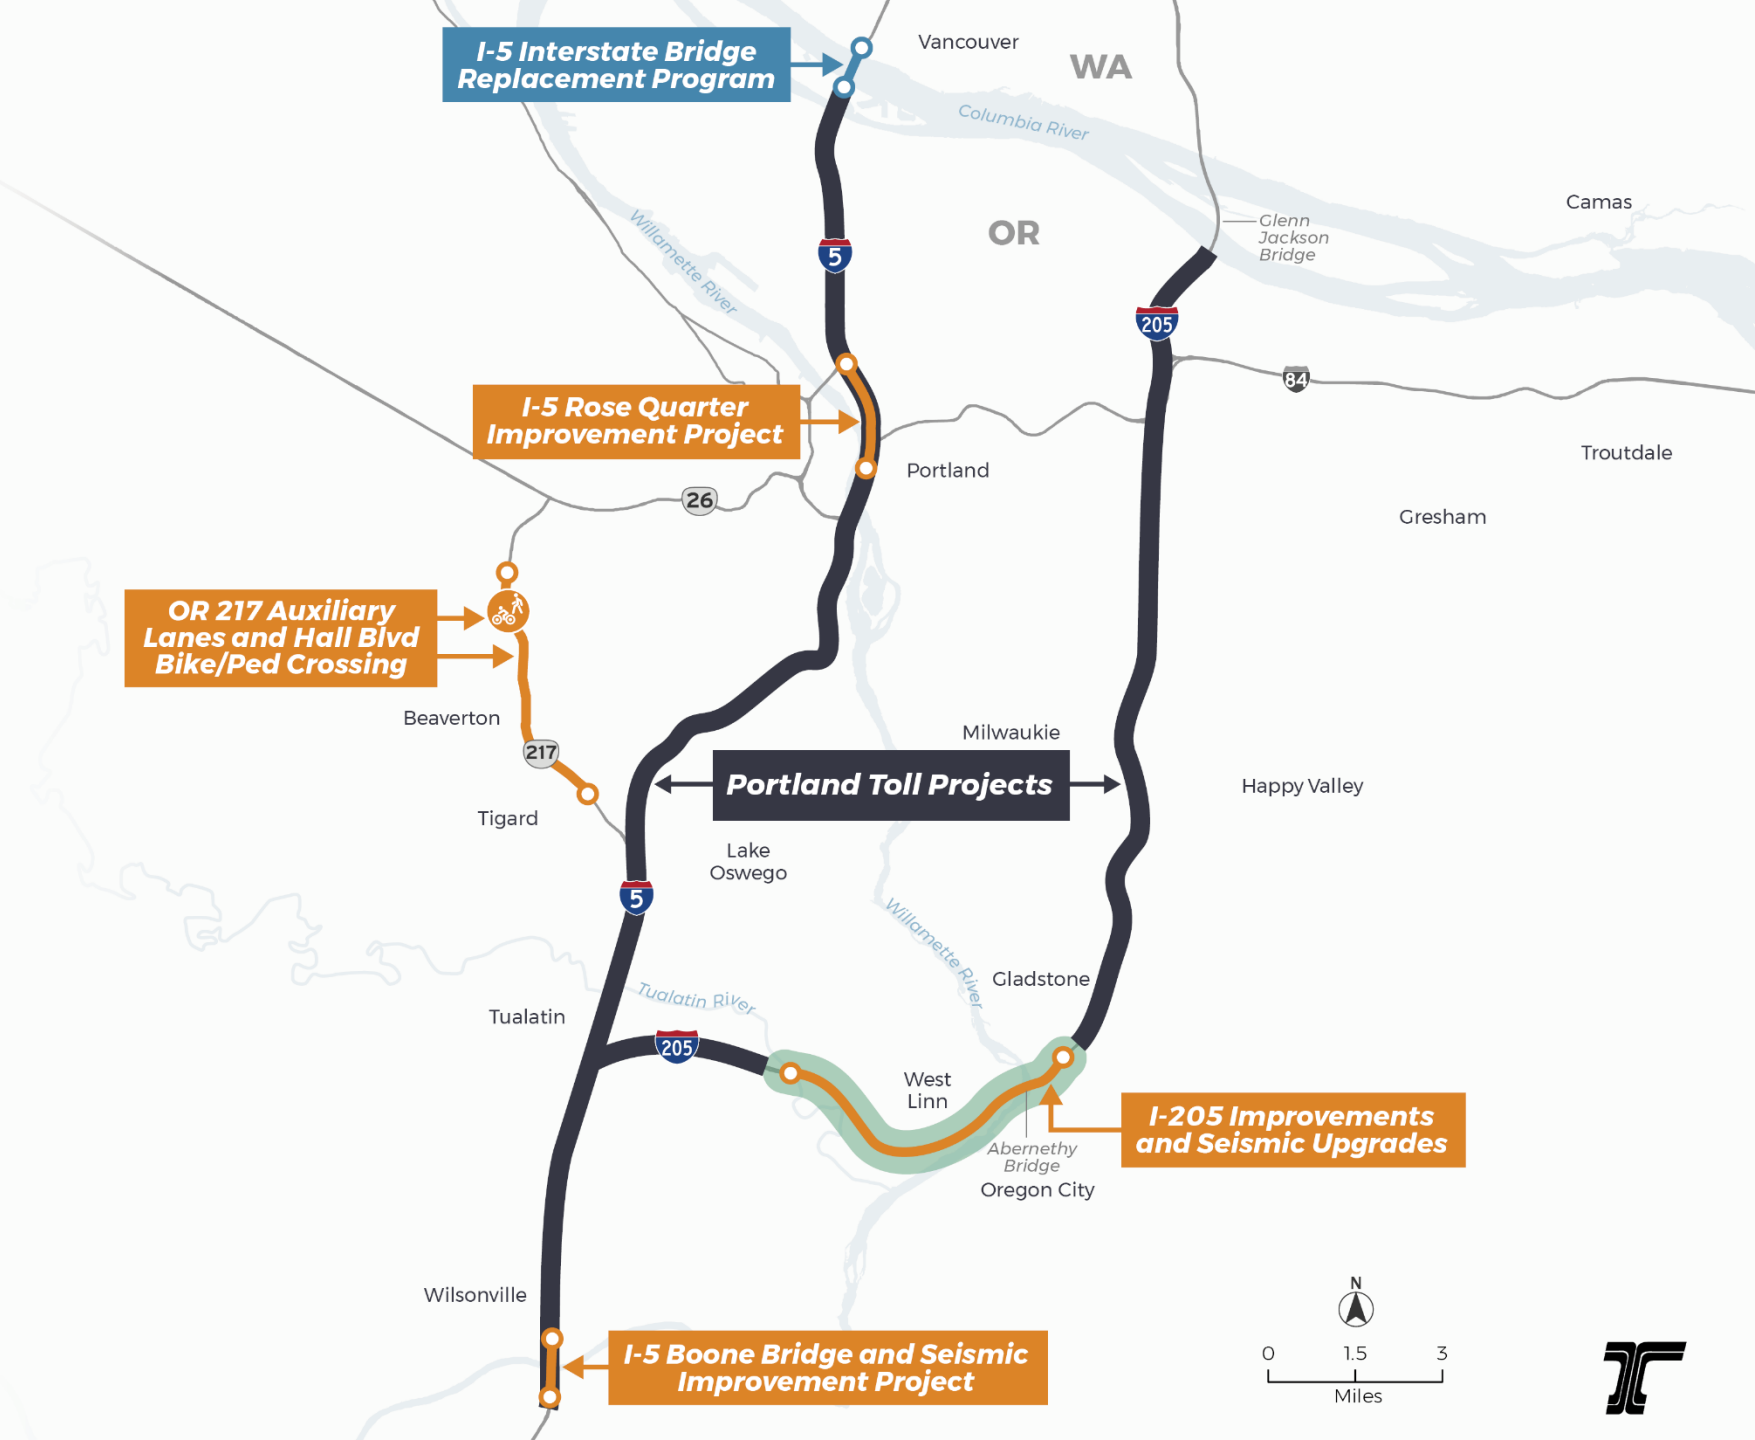 I-5 Interstate Bridge
Replacement Program
Vancouver
WA
Columbia River
Camas
Willamette River
OR
Glenn
Jackson
Bridge
5
205
84
I-5 Rose Quarter
Improvement Project
Portland
Troutdale
26
Gresham
OR 217 Auxiliary
Lanes and Hall Blvd
Bike/Ped Crossing
Beaverton
217
Milwaukie
Portland Toll Projects
Happy Valley
Tigard
Lake
Oswego
5
Willamette River
Gladstone
Tualatin River
Tualatin
205
West
Linn
I-205 Improvements
and Seismic Upgrades
Abernethy
Bridge
Oregon City
Wilsonville
N
I-5 Boone Bridge and Seismic
Improvement Project
0 1.5 3
Miles